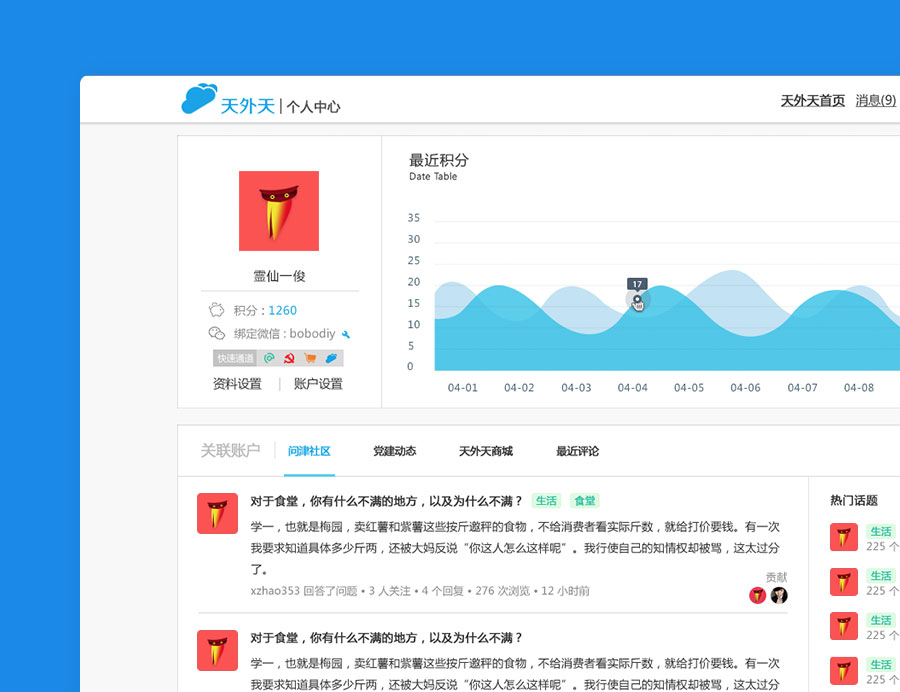 天外天 | 个人中心
天外天首页 消息(9)
靈仙一俊
积分 : 1260
绑定微信 : bobodiy
快速通道
资料设置 | 账户设置
最近积分
Date Table
35
30
25
20
15
10
5
0
17
04-01 04-02 04-03 04-04 04-05 04-06 04-07 04-08
关联账户 问津社区 党建动态 天外天商城 最近评论
对于食堂，你有什么不满的地方，以及为什么不满？ 生活 食堂
学一，也就是梅园，卖红薯和紫薯这些按斤邀秤的食物，不给消费者看实际斤数，就给打价要钱。有一次
我要求知道具体多少斤两，还被大妈反说“你这人怎么这样呢”。我行使自己的知情权却被骂，这太过分
了。
xzhao353 回答了问题 • 3 人关注 • 4 个回复 • 276 次浏览 • 12 小时前
贡献
对于食堂，你有什么不满的地方，以及为什么不满？
学一，也就是梅园，卖红薯和紫薯这些按斤邀秤的食物，不给消费者看实际斤数，就给打价要钱。有一次
我要求知道具体多少斤两，还被大妈反说“你这人怎么这样呢”。我行使自己的知情权却被骂，这太过分
热门话题
生活
225 个
生活
225 个
生活
225 个
生活
225 个